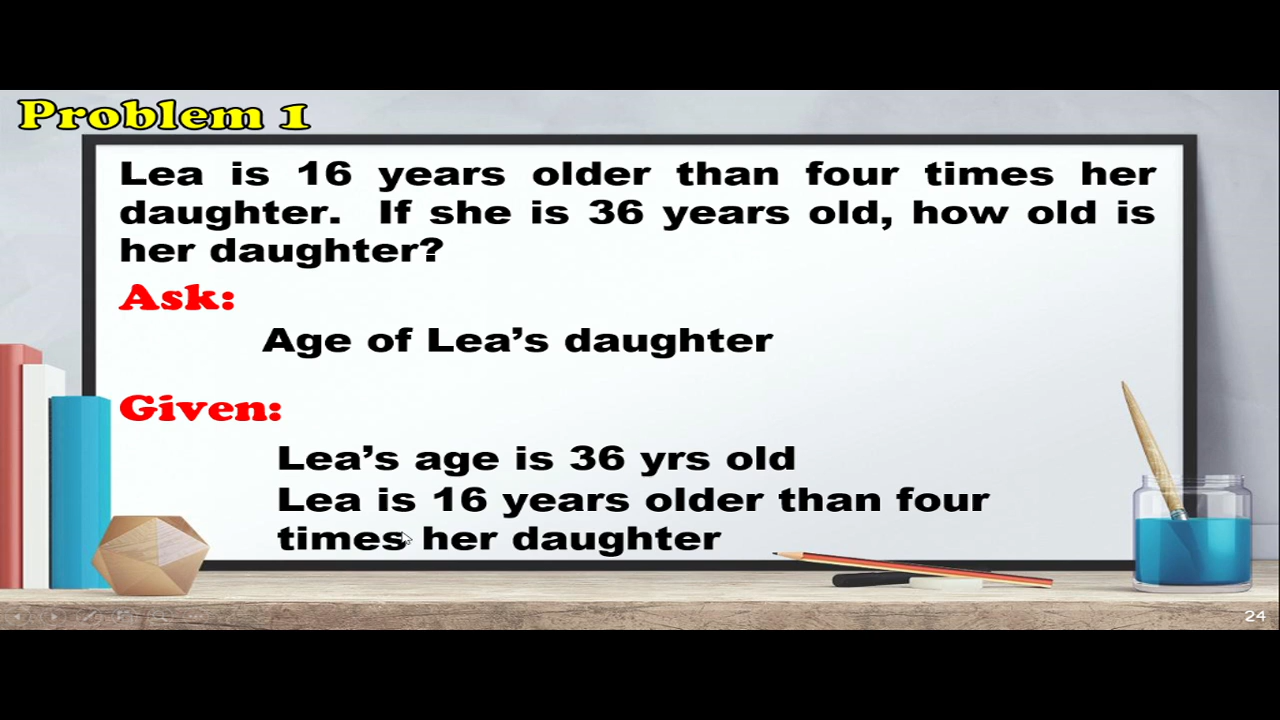 Problem 1
Lea is 16 years older than four times her
daughter. If she is 36 years old, how old is
her daughter?
Ask:
Age of Lea’s daughter
Given:
Lea’s age is 36 yrs old
Lea is 16 years older than four
times her daughter
24